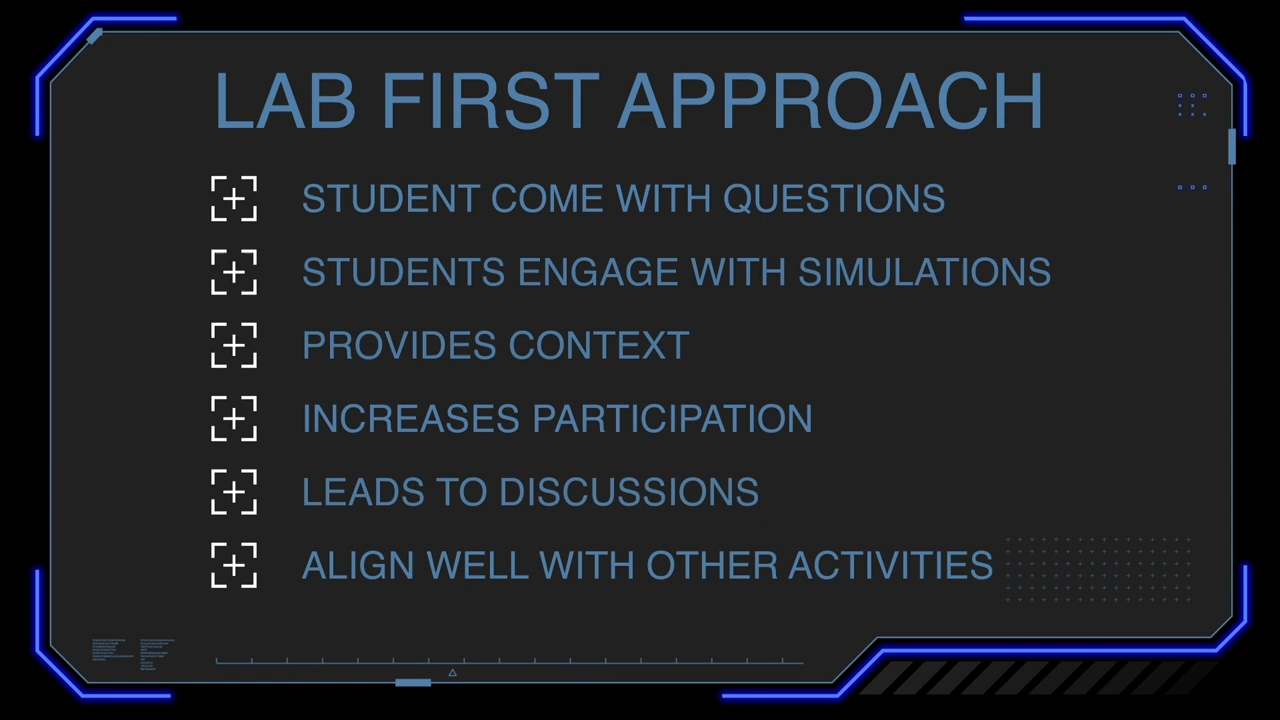 LAB FIRST APPROACH
STUDENT COME WITH QUESTIONS
STUDENTS ENGAGE WITH SIMULATIONS
PROVIDES CONTEXT
INCREASES PARTICIPATION
LEADS TO DISCUSSIONS
ALIGN WELL WITH OTHER ACTIVITIES